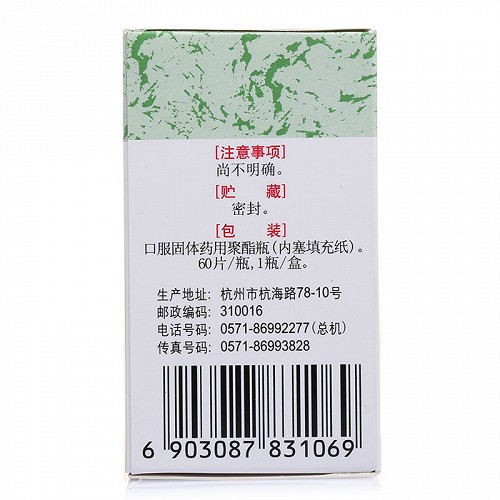 [注意事项]
尚不明确。
[贮 藏]
密封。
[包 装]
口服固体药用聚酯瓶(内塞填充纸)。
60片/瓶,1瓶/盒。
生产地址: 杭州市杭海路78-10号
邮政编码: 310016
电话号码: 0571-86992277(总机)
传真号码: 0571-86993828
6 903087 831069